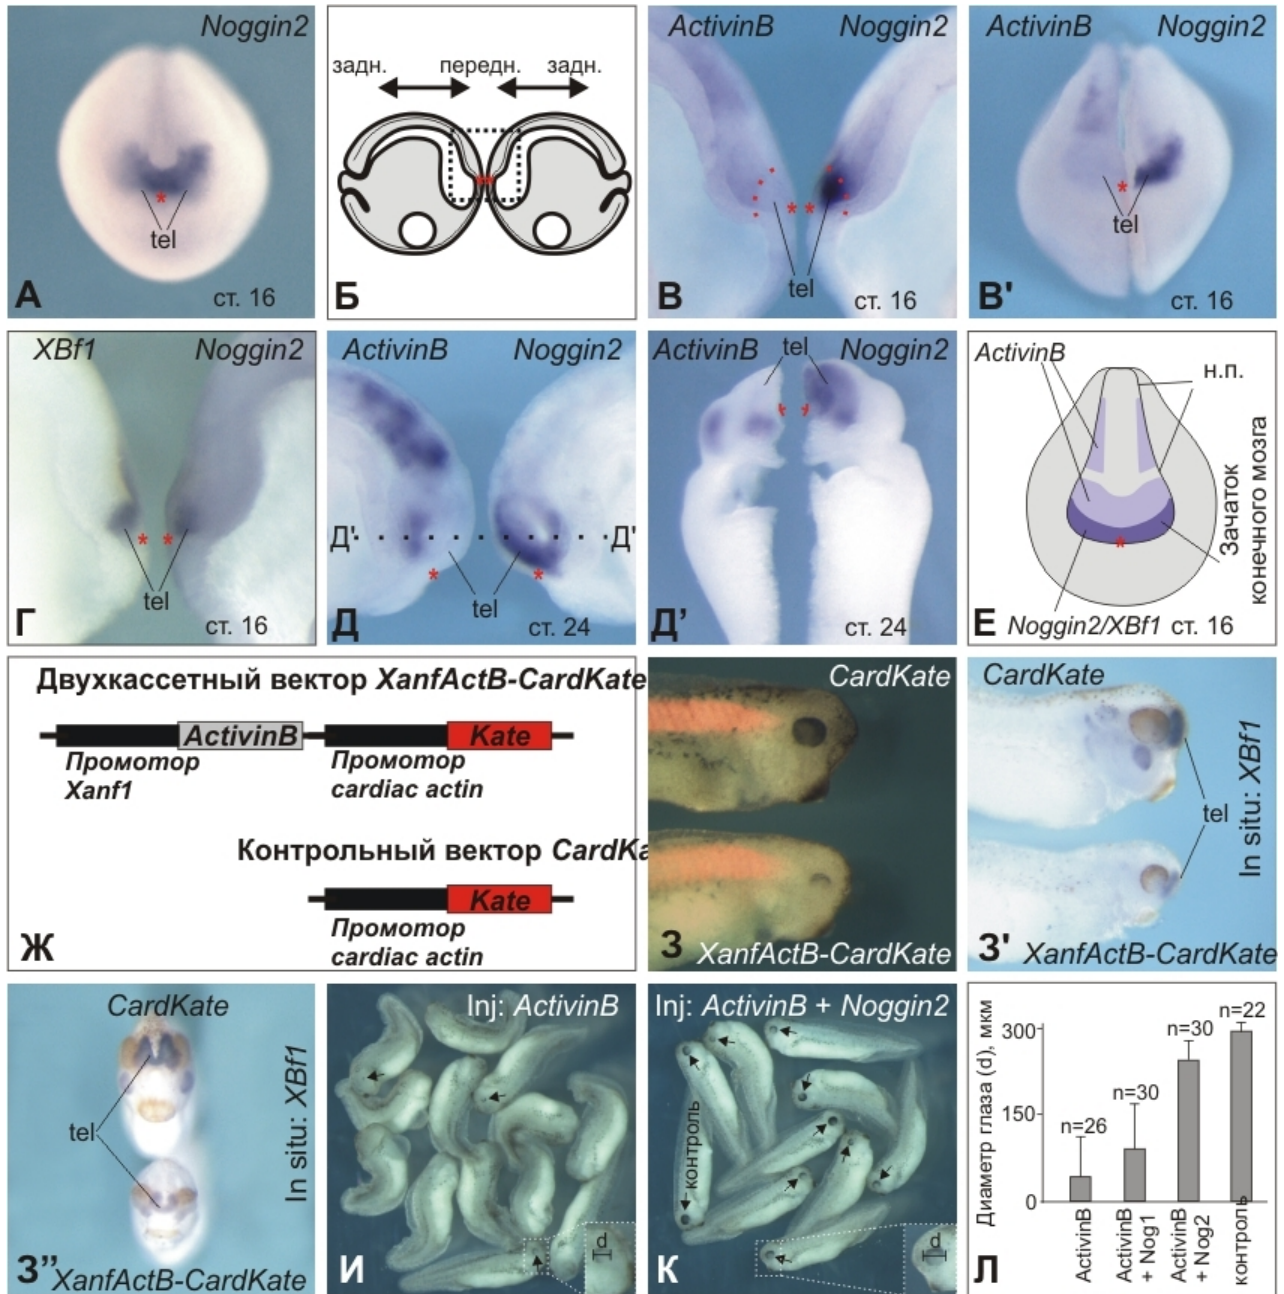 Noggin2
tel
А
ст. 16
задн.
передн.
задн.
**
Б
ActivinB
Noggin2
* *
tel
В
ст. 16
ActivinB
Noggin2
*
tel
В'
ст. 16
XBf1
Noggin2
* *
tel
Г
ст. 16
ActivinB
Noggin2
Д'
Д'
* *
tel
Д
ст. 24
ActivinB
tel
Noggin2
Д’
ст. 24
ActivinB
н.п.
Зачаток
конечного мозга
*
Е
Noggin2/XBf1
ст. 16
Двухкассетный вектор XanfActB-CardKate
ActivinB
Kate
Промотор
Xanf1
Промотор
cardiac actin
Контрольный вектор CardKa
Kate
Промотор
cardiac actin
Ж
CardKate
З
XanfActB-CardKate
CardKate
tel
In situ: XBf1
З'
XanfActB-CardKate
CardKate
tel
In situ: XBf1
З”
XanfActB-CardKate
Inj: ActivinB
d
И
Inj: ActivinB + Noggin2
контроль
d
К
Диаметр глаза (d), мкм
300
150
0
n=26
n=30
n=30
n=22
ActivinB
ActivinB
+ Nog1
ActivinB
+ Nog2
контроль
Л